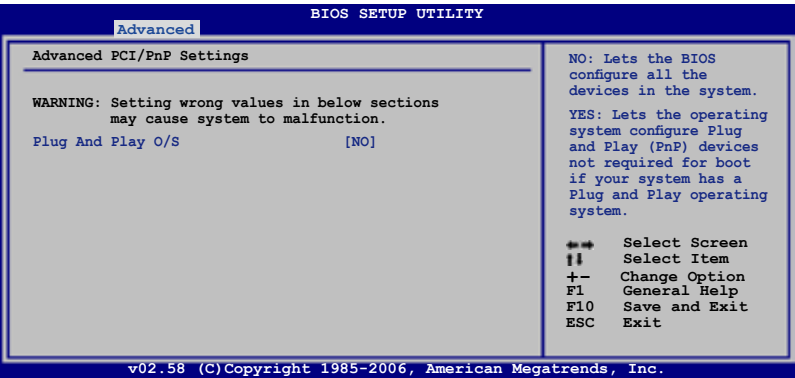 BIOS SETUP UTILITY
Advanced
Advanced PCI/PnP Settings
WARNING: Setting wrong values in below sections
may cause system to malfunction.
Plug And Play O/S [NO]
NO: Lets the BIOS
configure all the
devices in the system.
YES: Lets the operating
system configure Plug
and Play (PnP) devices
not required for boot
if your system has a
Plug and Play operating
system.
←→ Select Screen
↑↓ Select Item
+- Change Option
F1 General Help
F10 Save and Exit
ESC Exit
v02.58 (C)Copyright 1985-2006, American Megatrends, Inc.